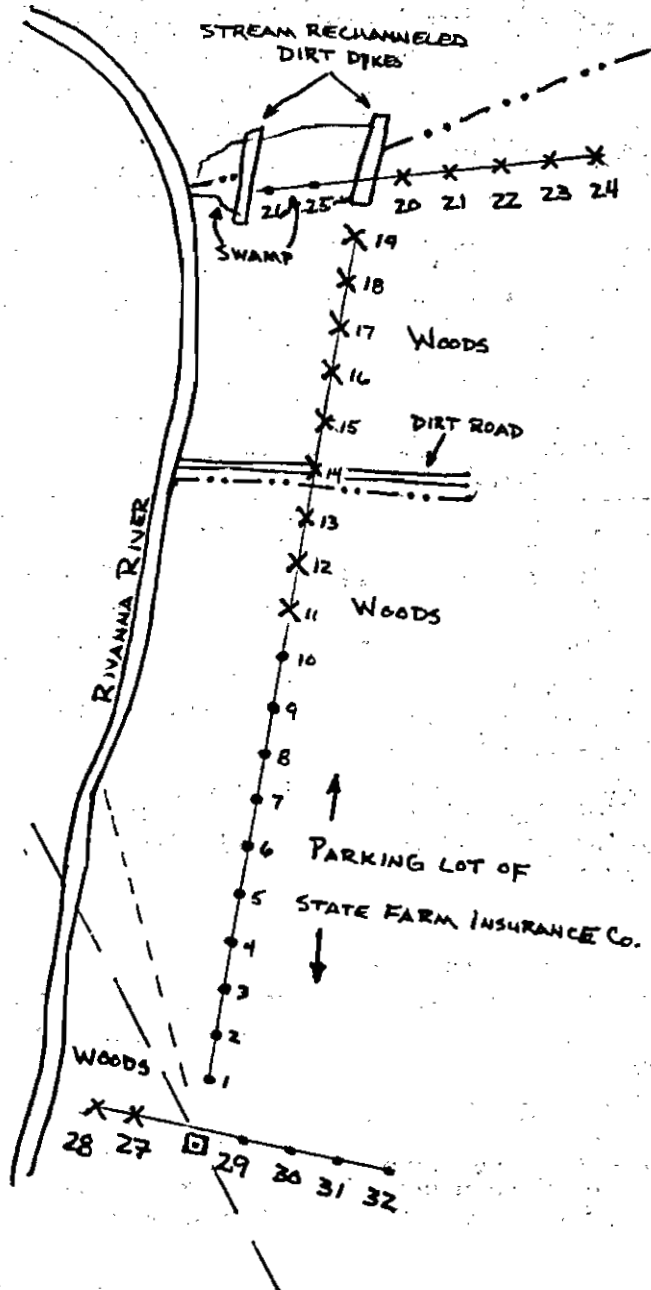 STREAM RECHANNELED
DIRT DIKES
26 25 20 21 22 23 24
SWAMP
19
18
17
WOODS
16
15
DIRT ROAD
14
13
RIVANNA RIVER
12
11
WOODS
10
9
8
7
6
PARKING LOT OF
5
STATE FARM INSURANCE CO.
4
3
2
WOODS
1
28 27 29 30 31 32